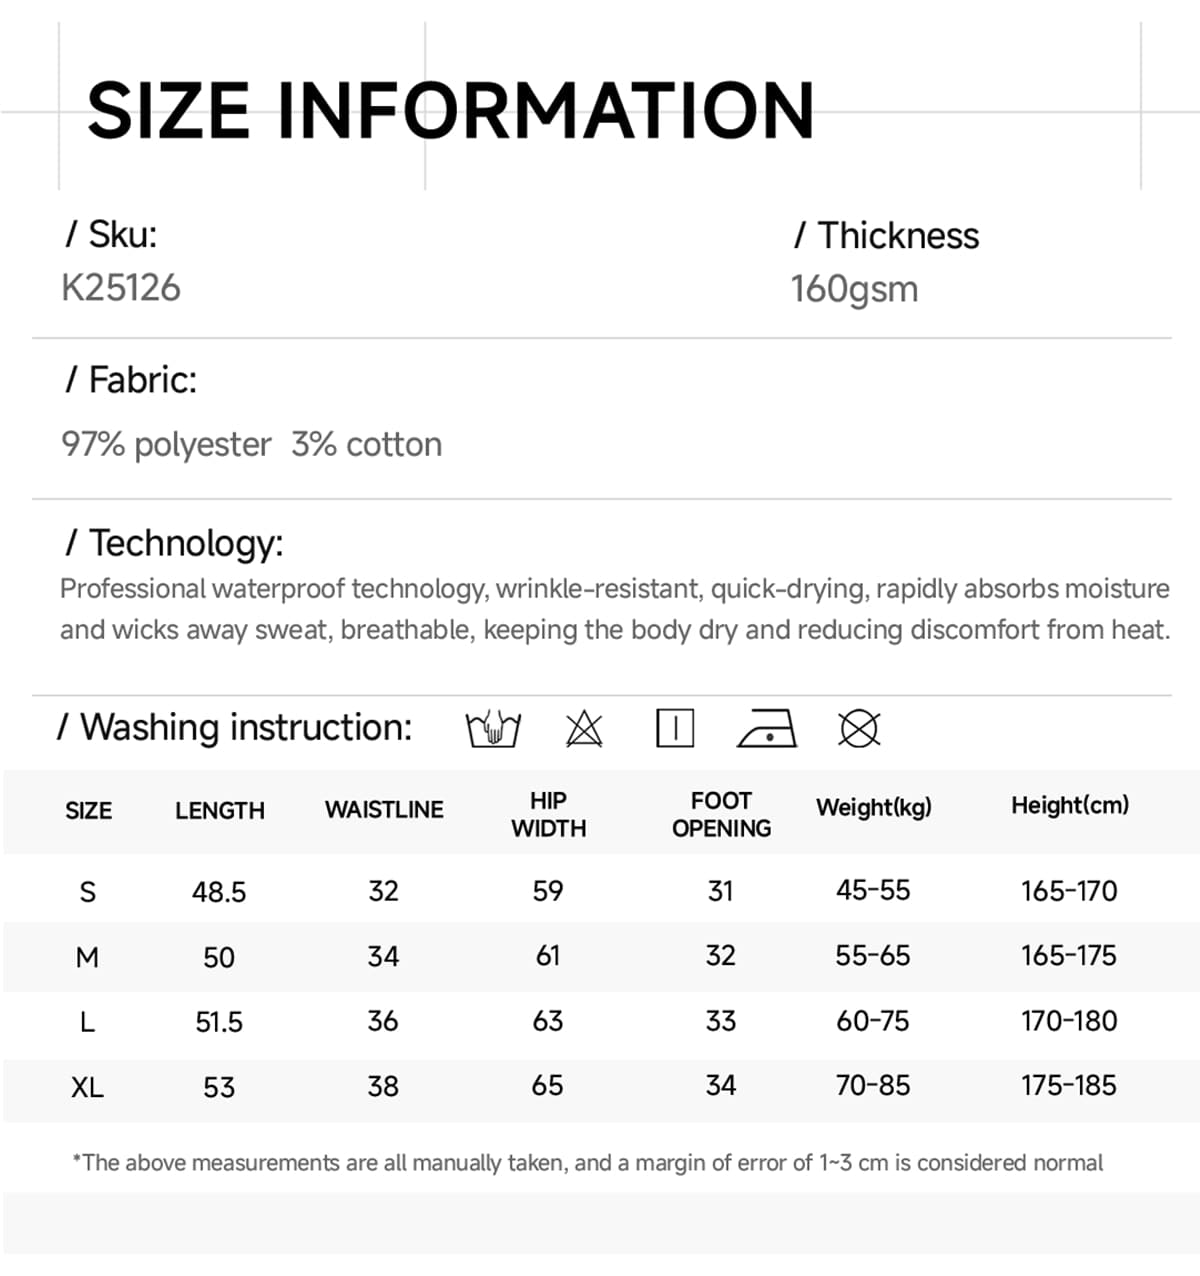 SIZE INFORMATION
/ Sku:
K25126
/ Thickness
160gsm
/ Fabric:
97% polyester 3% cotton
/ Technology:
Professional waterproof technology, wrinkle-resistant, quick-drying, rapidly absorbs moisture
and wicks away sweat, breathable, keeping the body dry and reducing discomfort from heat.
/ Washing instruction:
SIZE LENGTH WAISTLINE HIP WIDTH FOOT OPENING Weight(kg) Height(cm)
S 48.5 32 59 31 45-55 165-170
M 50 34 61 32 55-65 165-175
L 51.5 36 63 33 60-75 170-180
XL 53 38 65 34 70-85 175-185
*The above measurements are all manually taken, and a margin of error of 1~3 cm is considered normal